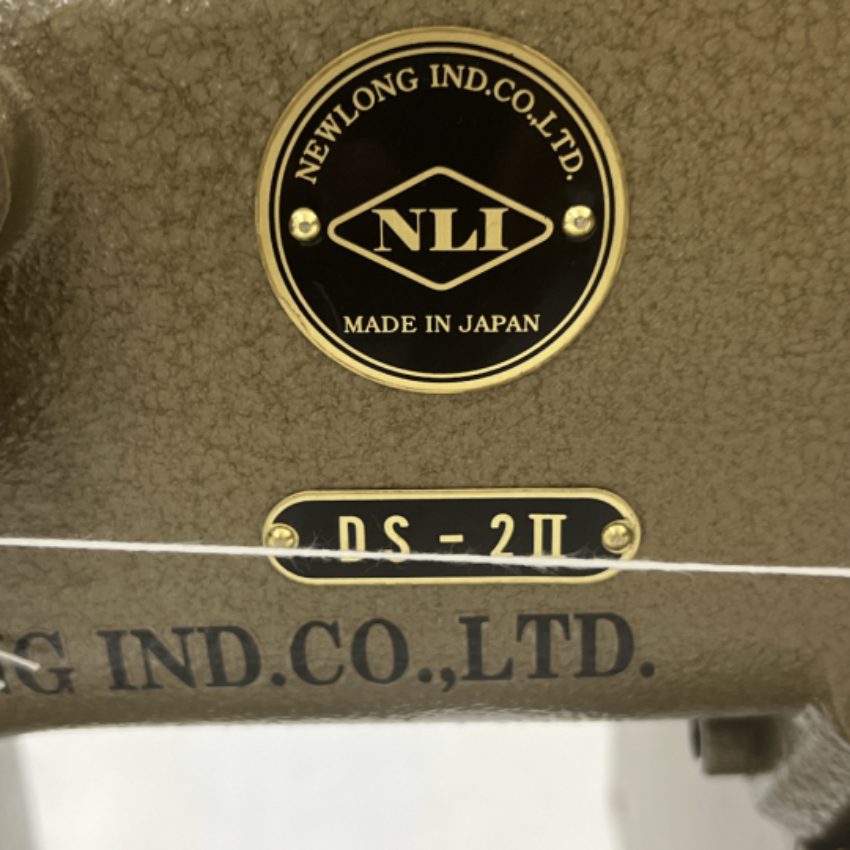 NEWLONG IND.CO.,LTD.
NLI
MADE IN JAPAN
DS-2II
G IND.CO.,LTD.